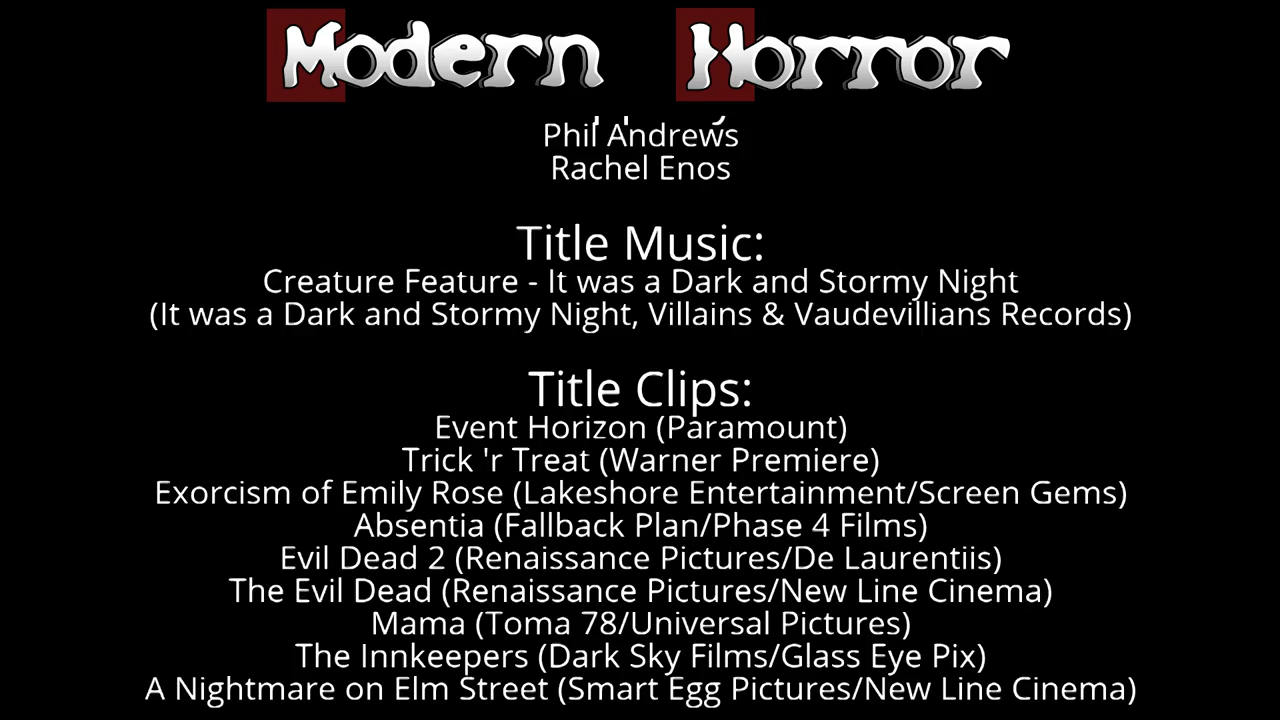 Modern Horror
Phil Andrews
Rachel Enos
Title Music:
Creature Feature - It was a Dark and Stormy Night
(It was a Dark and Stormy Night, Villains & Vaudevillians Records)
Title Clips:
Event Horizon (Paramount)
Trick 'r Treat (Warner Premiere)
Exorcism of Emily Rose (Lakeshore Entertainment/Screen Gems)
Absentia (Fallback Plan/Phase 4 Films)
Evil Dead 2 (Renaissance Pictures/De Laurentiis)
The Evil Dead (Renaissance Pictures/New Line Cinema)
Mama (Toma 78/Universal Pictures)
The Innkeepers (Dark Sky Films/Glass Eye Pix)
A Nightmare on Elm Street (Smart Egg Pictures/New Line Cinema)